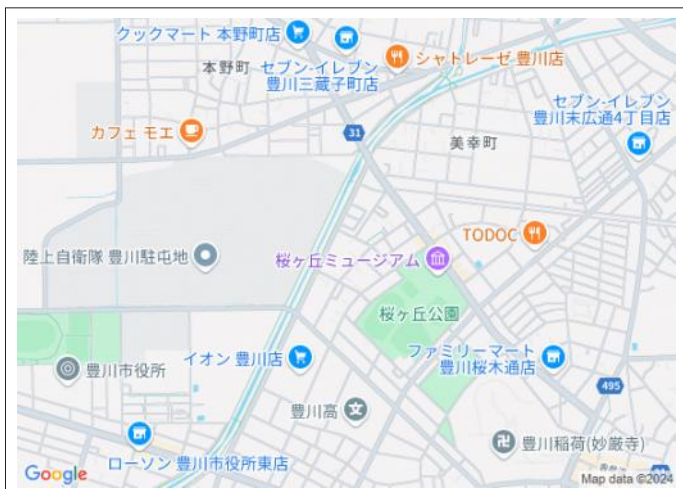 クックマート 本野町店
本野町
セブン-イレブン
豊川三蔵子町店
シャトレーゼ 豊川店
セブン-イレブン
豊川末広通4丁目店
カフェ モエ
31
美幸町
TODOC
陸上自衛隊 豊川駐屯地
桜ヶ丘ミュージアム
桜ヶ丘公園
豊川市役所
イオン 豊川店
ファミリーマート
豊川桜木通店
495
豊川高
文
卍
豊川稲荷(妙厳寺)
ローソン 豊川市役所東店
Google
Map data ©2024